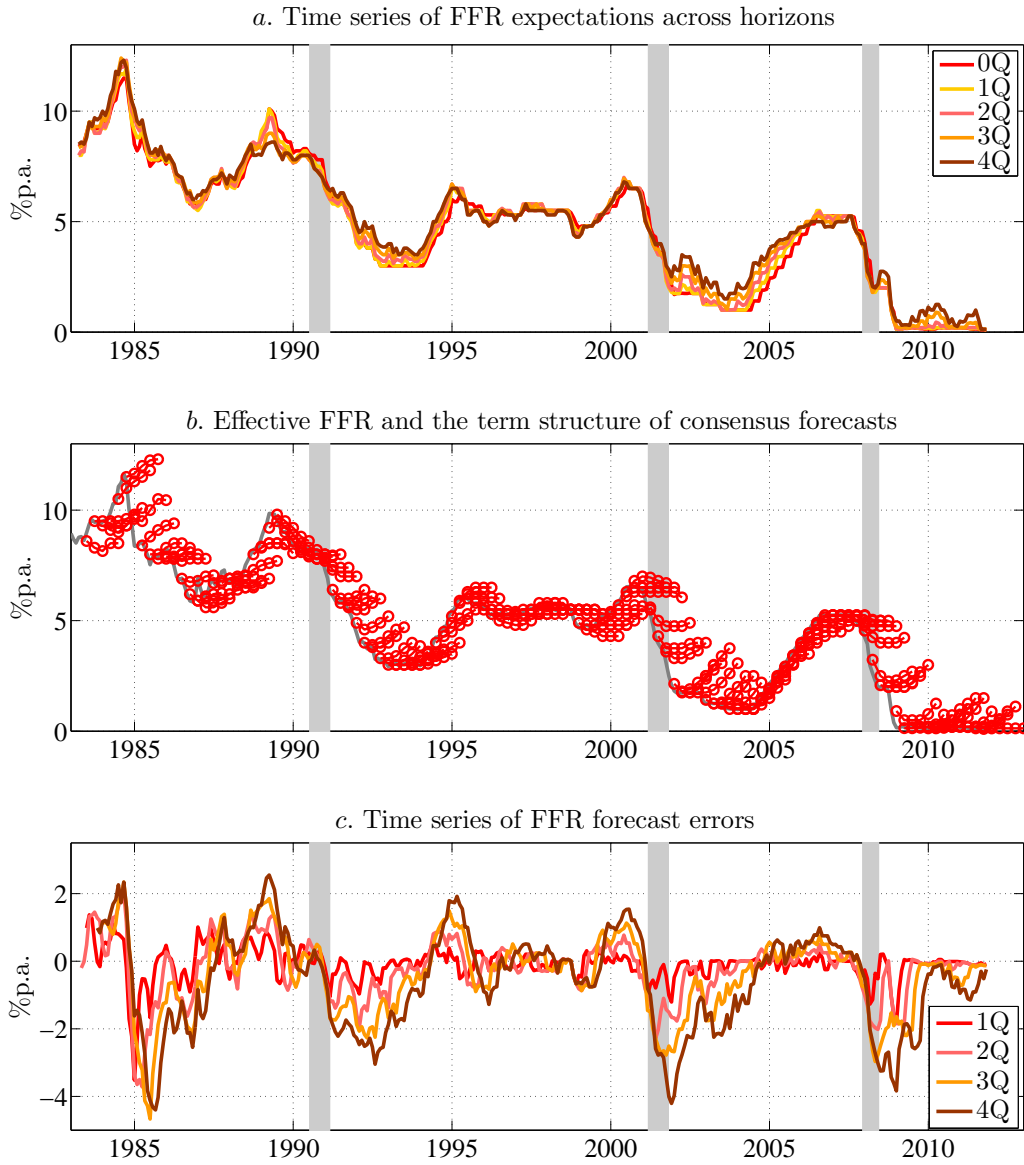 a. Time series of FFR expectations across horizons
%p.a.
10
5
0
0Q
1Q
2Q
3Q
4Q
1985 1990 1995 2000 2005 2010
b. Effective FFR and the term structure of consensus forecasts
%p.a.
10
5
0
1985 1990 1995 2000 2005 2010
c. Time series of FFR forecast errors
%p.a.
2
0
−2
−4
1Q
2Q
3Q
4Q
1985 1990 1995 2000 2005 2010